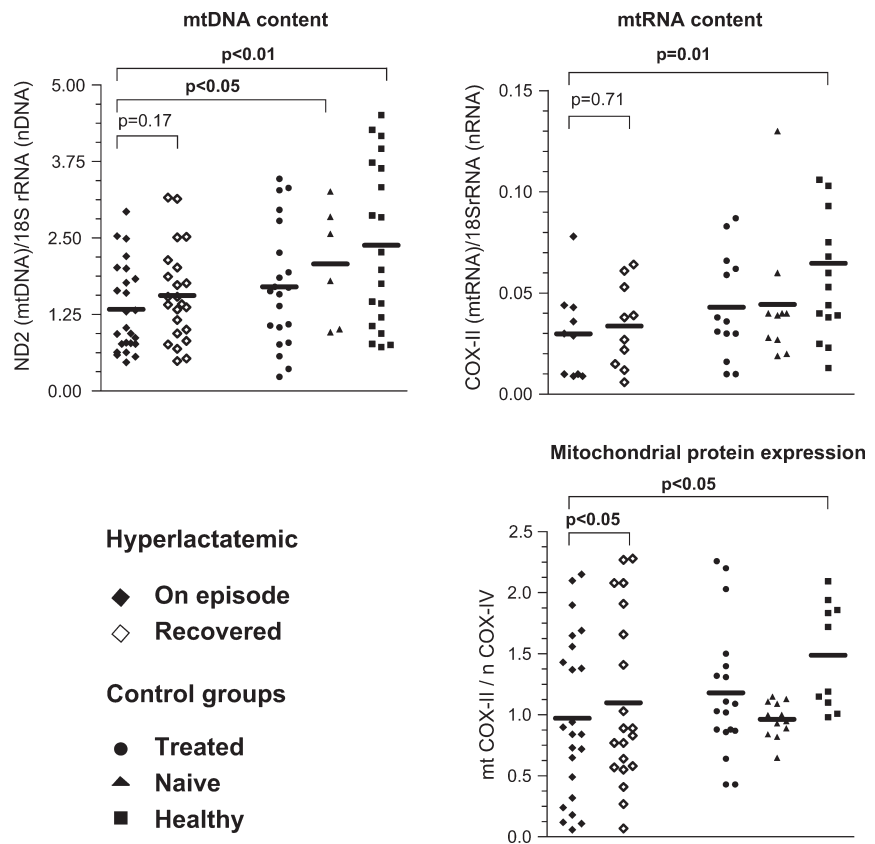 mtDNA content
p<0.01
p<0.05
p=0.17
5.00
3.75
2.50
1.25
0.00
ND2 (mtDNA)/18S rRNA (nDNA)
mtRNA content
p=0.01
p=0.71
0.15
0.10
0.05
0.00
COX-II (mtRNA)/18SrRNA (nRNA)
Mitochondrial protein expression
p<0.05
p<0.05
2.5
2.0
1.5
1.0
0.5
0.0
mt COX-II / n COX-IV
Hyperlactatemic
On episode
Recovered
Control groups
Treated
Naive
Healthy